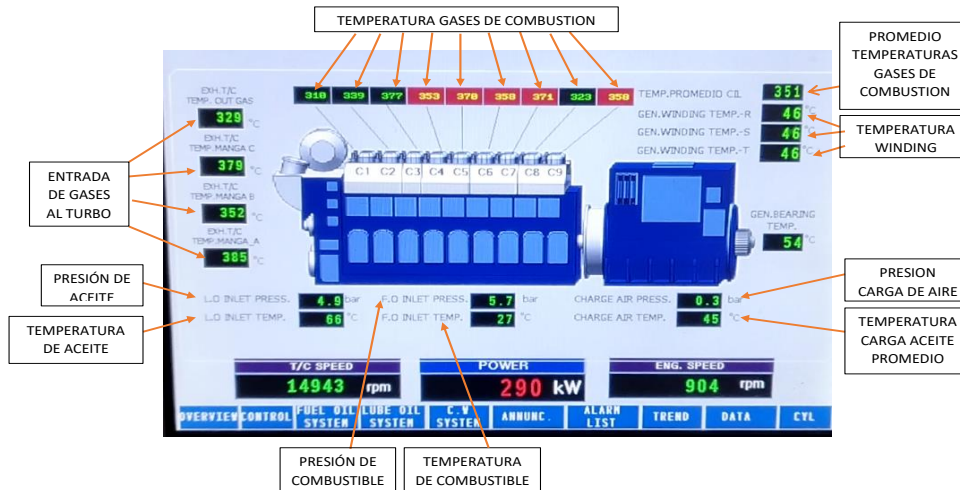 TEMPERATURA GASES DE COMBUSTION
PROMEDIO
TEMPERATURAS
GASES DE
COMBUSTION
TEMPERATURA
WINDING
ENTRADA
DE GASES
AL TURBO
PRESIÓN DE
ACEITE
TEMPERATURA
DE ACEITE
PRESION
CARGA DE AIRE
TEMPERATURA
CARGA ACEITE
PROMEDIO
PRESIÓN DE
COMBUSTIBLE
TEMPERATURA
DE COMBUSTIBLE
318 339 377 353 378 358 371 323 358
EXH.T/C
TEMP. OUT GAS
329 °C
EXH.T/C
TEMP.MANGA C
379 °C
EXH.T/C
TEMP.MANGA B
352 °C
EXH.T/C
TEMP.MANGA_A
385 °C
TEMP.PROMEDIO CIL 351
GEN.WINDING TEMP.-R 46
GEN.WINDING TEMP.-S 46
GEN.WINDING TEMP.-T 46 °C
C1 C2 C3 C4 C5 C6 C7 C8 C9
GEN.BEARING
TEMP.
54 °C
L.O INLET PRESS. 4.9 bar F.O INLET PRESS. 5.7 bar CHARGE AIR PRESS. 0.3 bar
L.O INLET TEMP. 66 °C F.O INLET TEMP. 27 °C CHARGE AIR TEMP. 45 °C
T/C SPEED POWER ENG. SPEED
14943 rpm 290 kW 904 rpm
OVERVIEW CONTROL FUEL OIL SYSTEM LUBE OIL SYSTEM C.W SYSTEM ANNUNC. ALARM LIST TREND DATA CYL